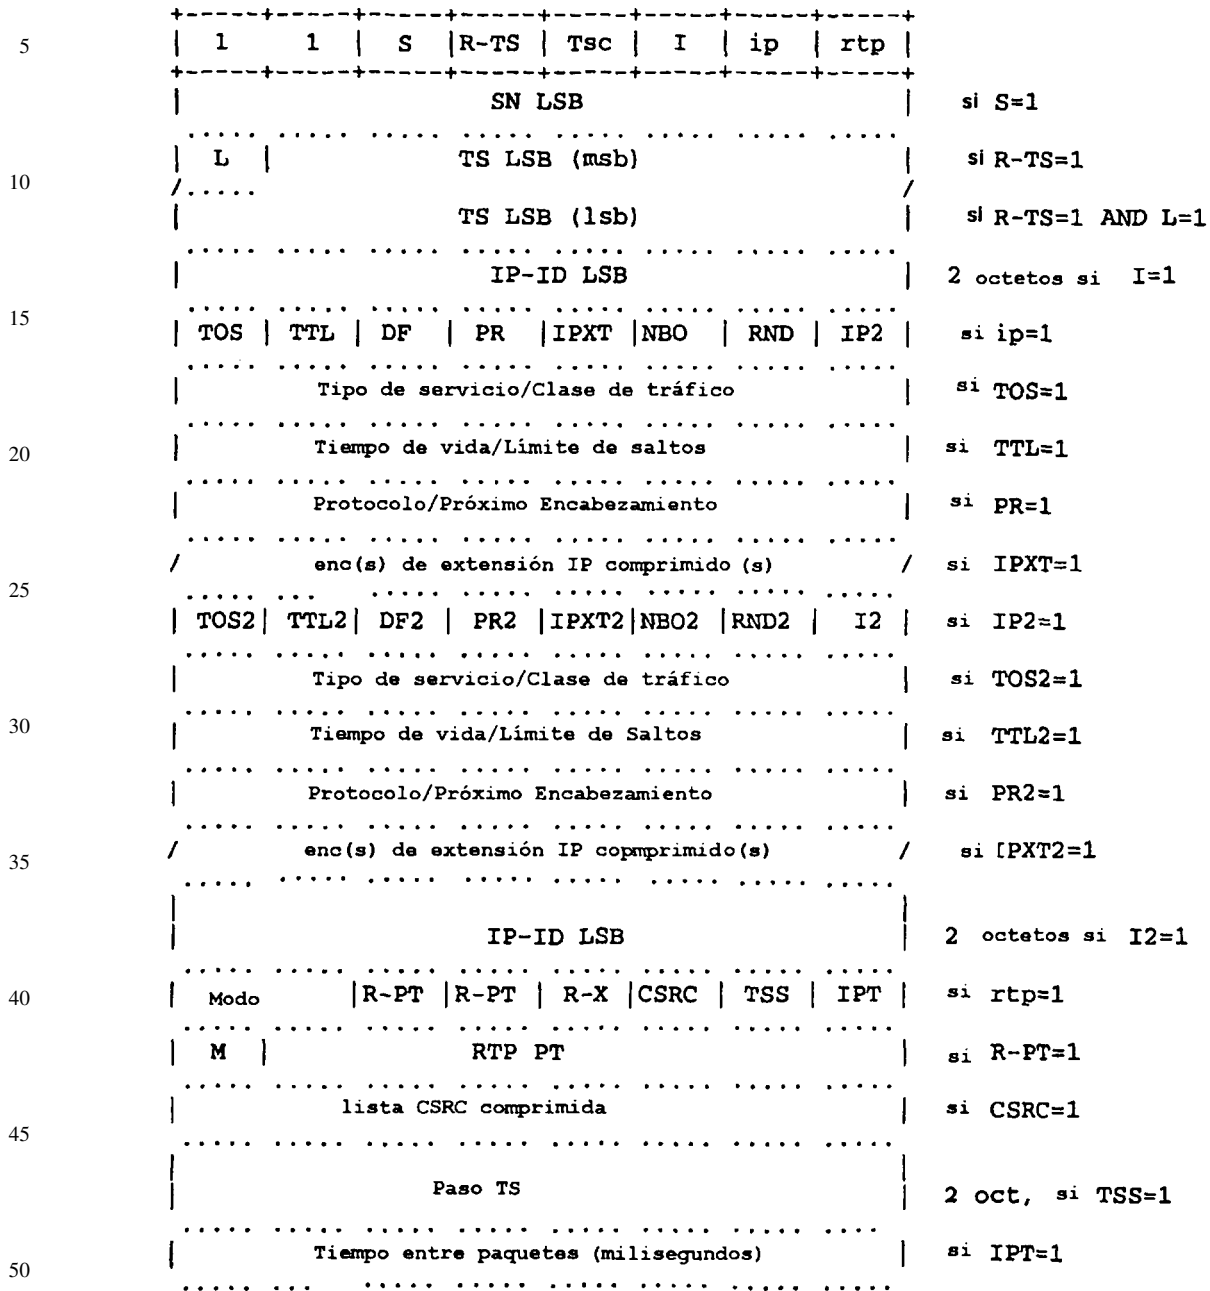 +-----+-----+-----+-----+-----+-----+-----+-----+
5 | 1 1 | S |R-TS | Tsc | I | ip | rtp |
+-----+-----+-----+-----+-----+-----+-----+-----+
| SN LSB | si S=1
..... ..... ..... ..... ..... ..... ..... .....
| L | TS LSB (msb) | si R-TS=1
10 /..... /
| TS LSB (lsb) | si R-TS=1 AND L=1
..... ..... ..... ..... ..... ..... ..... .....
| IP-ID LSB | 2 octetos si I=1
15 ..... ..... ..... ..... ..... ..... ..... .....
| TOS | TTL | DF | PR |IPXT |NBO | RND | IP2 | si ip=1
..... ..... ..... ..... ..... ..... ..... .....
| Tipo de servicio/Clase de tráfico | si TOS=1
..... ..... ..... ..... ..... ..... ..... .....
20 | Tiempo de vida/Límite de saltos | si TTL=1
..... ..... ..... ..... ..... ..... ..... .....
| Protocolo/Próximo Encabezamiento | si PR=1
..... ..... ..... ..... ..... ..... ..... .....
/ enc(s) de extensión IP comprimido (s) / si IPXT=1
25 ..... ... ..... ..... ..... ..... ..... .....
| TOS2| TTL2| DF2 | PR2 |IPXT2|NBO2 |RND2 | I2 | si IP2=1
..... ..... ..... ..... ..... ..... ..... .....
| Tipo de servicio/Clase de tráfico | si TOS2=1
..... ..... ..... ..... ..... ..... ..... .....
30 | Tiempo de vida/Límite de Saltos | si TTL2=1
..... ..... ..... ..... ..... ..... ..... .....
| Protocolo/Próximo Encabezamiento | si PR2=1
..... ..... ..... ..... ..... ..... ..... .....
35 / enc(s) de extensión IP copmprimido(s) / si [PXT2=1
..... ..... ..... ..... ..... ..... ..... .....
| IP-ID LSB | 2 octetos si I2=1
..... ..... ..... ..... ..... ..... ..... .....
40 | Modo |R-PT |R-PT | R-X |CSRC | TSS | IPT | si rtp=1
..... ..... ..... ..... ..... ..... ..... .....
| M | RTP PT | si R-PT=1
..... ..... ..... ..... ..... ..... ..... .....
| lista CSRC comprimida | si CSRC=1
45 ..... ..... ..... ..... ..... ..... ..... .....
| Paso TS | 2 oct, si TSS=1
..... ..... ..... ..... ..... ..... ..... ....
| Tiempo entre paquetes (milisegundos) | si IPT=1
50 ..... ... ..... ..... ..... ..... ..... .....